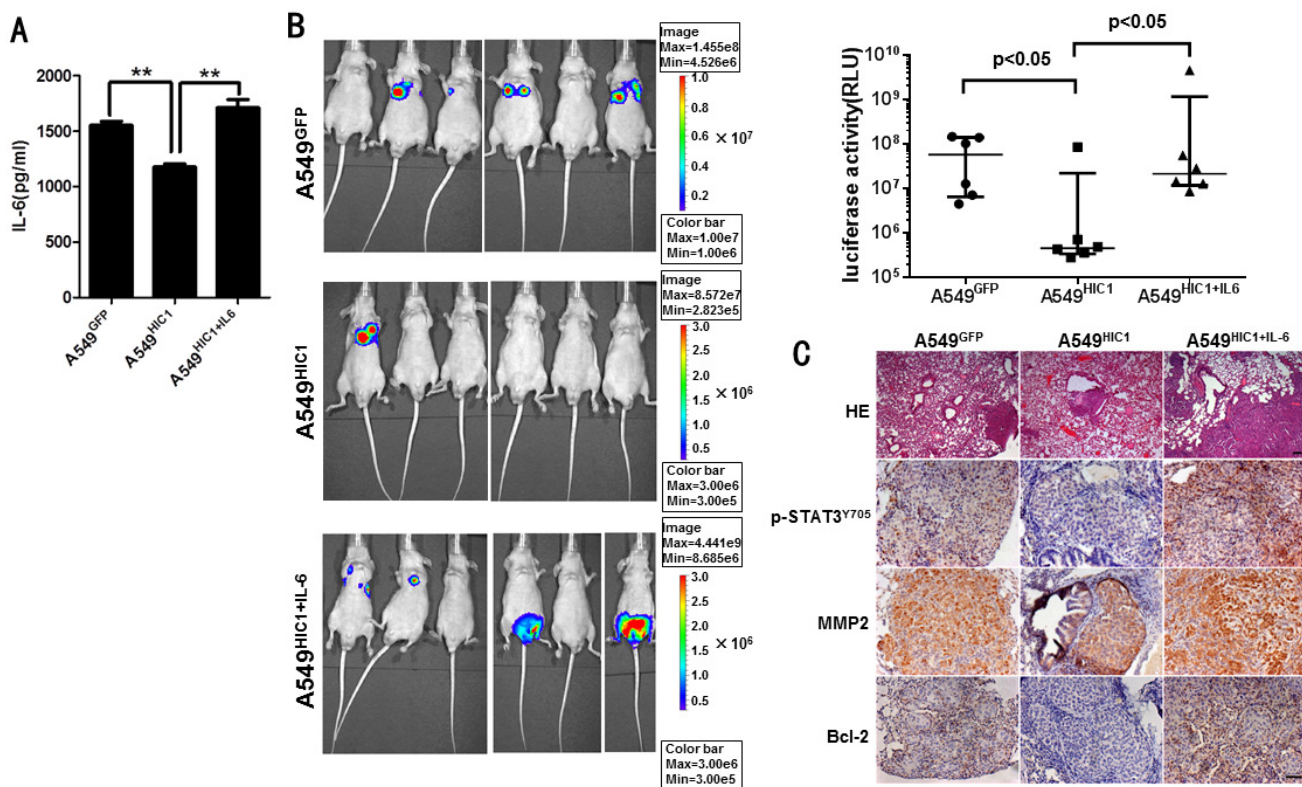 A
2000
1500
1000
500
0
IL-6(pg/ml)
**
**
A549GFP
A549HIC1
A549HIC1+IL6
B
A549GFP
Image
Max=1.455e8
Min=4.526e6
1.0
0.8
0.6
0.4
0.2
×10⁷
Color bar
Max=1.00e7
Min=1.00e6
A549HIC1
Image
Max=8.572e7
Min=2.823e5
3.0
2.5
2.0
1.5
1.0
0.5
×10⁶
Color bar
Max=3.00e6
Min=3.00e5
A549HIC1+IL-6
Image
Max=4.441e9
Min=8.685e6
3.0
2.5
2.0
1.5
1.0
0.5
×10⁶
Color bar
Max=3.00e6
Min=3.00e5
p<0.05
p<0.05
10¹⁰
10⁹
10⁸
10⁷
10⁶
10⁵
luciferase activity(RLU)
A549GFP
A549HIC1
A549HIC1+IL6
C
A549GFP
A549HIC1
A549HIC1+IL-6
HE
p-STAT3Y705
MMP2
Bcl-2